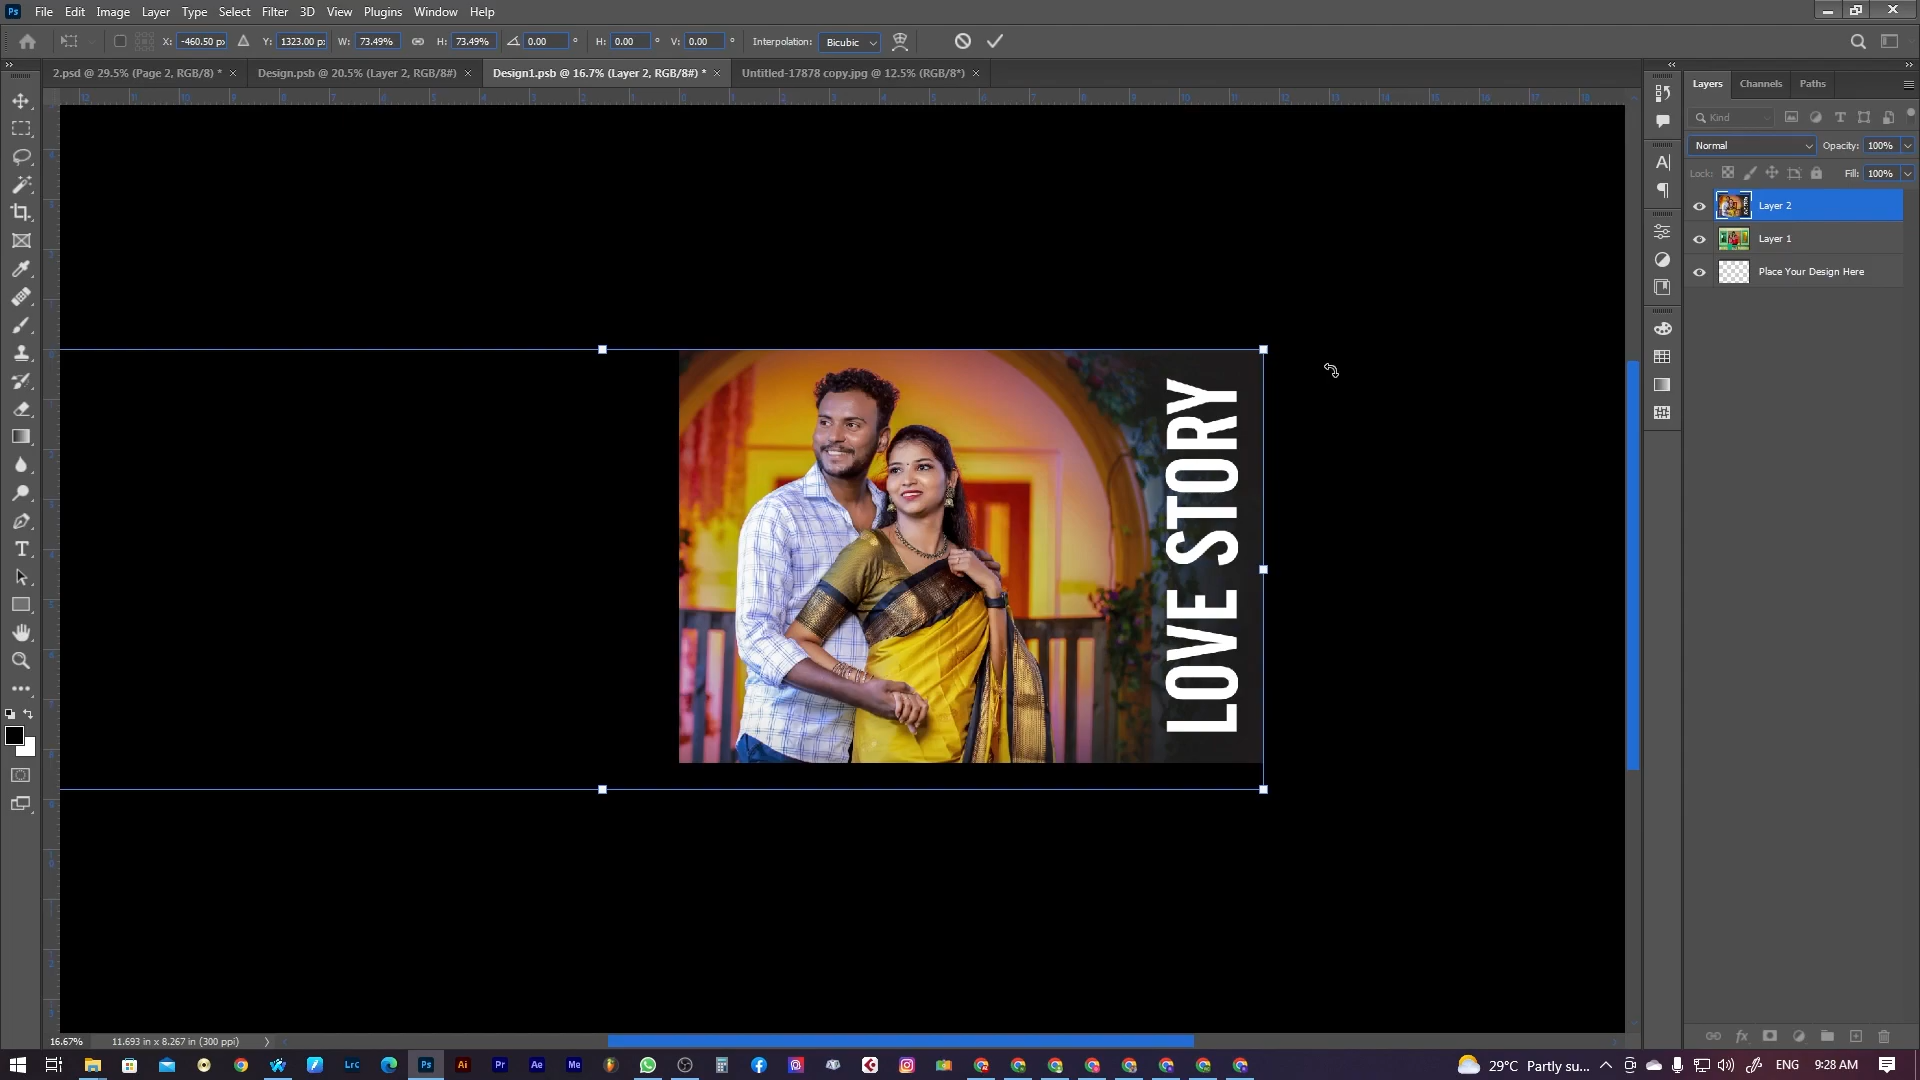 File Edit Image Layer Type Select Filter 3D View Plugins Window Help
X: -460.50 px Y: 1323.00 px W: 73.49% H: 73.49% 0.00 ° H: 0.00 ° V: 0.00 ° Interpolation: Bicubic
2.psd @ 29.5% (Page 2, RGB/8) * × Design.psb @ 20.5% (Layer 2, RGB/8#) × Design1.psb @ 16.7% (Layer 2, RGB/8#) * × Untitled-17878 copy.jpg @ 12.5% (RGB/8*) ×
Layers Channels Paths
Kind
Normal Opacity: 100%
Lock: Fill: 100%
Layer 2
Layer 1
Place Your Design Here
LOVE STORY
16.67% 11.693 in x 8.267 in (300 ppi)
29°C Partly su... ENG 9:28 AM